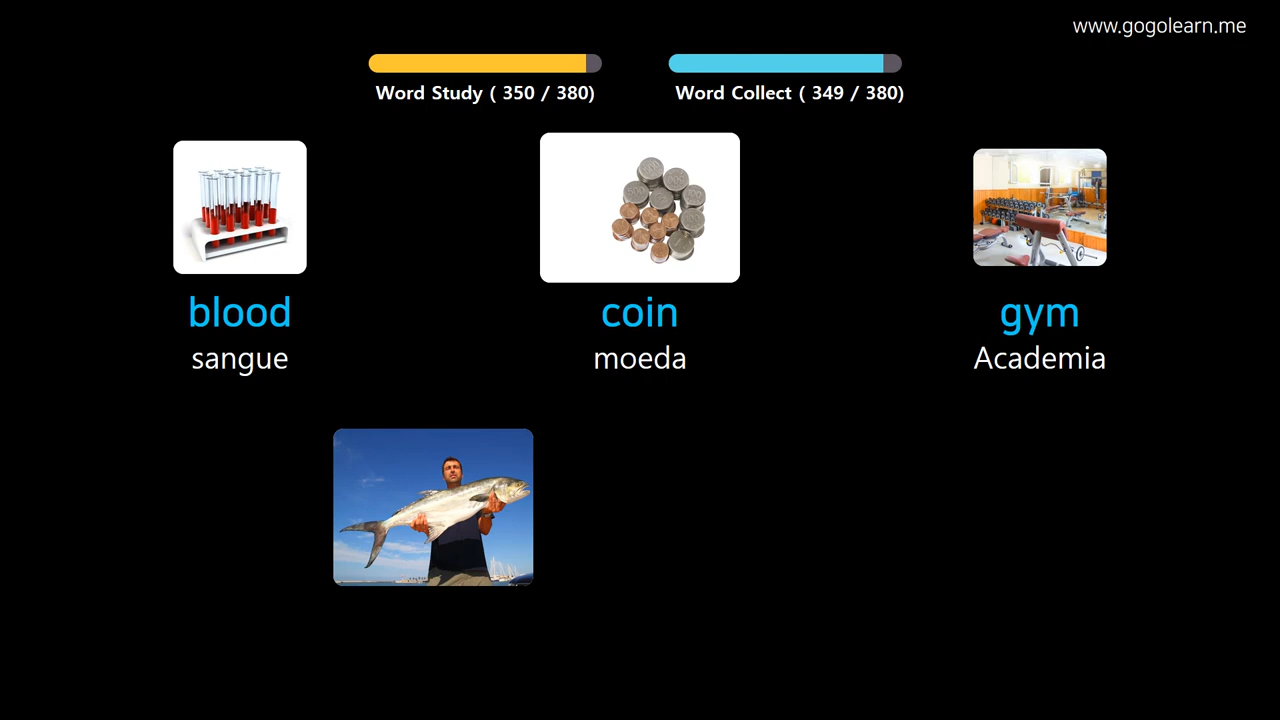 www.gogolearn.me
Word Study ( 350 / 380)
Word Collect ( 349 / 380)
blood
coin
gym
sangue
moeda
Academia